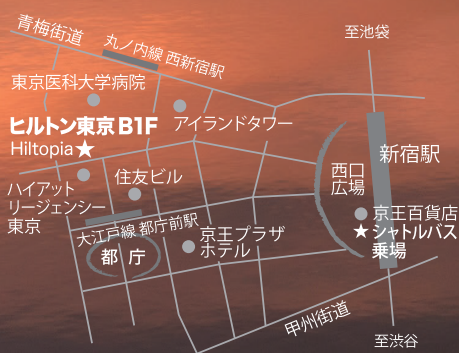 青梅街道
丸ノ内線 西新宿駅
至池袋
東京医科大学病院
ヒルトン東京 B1F
Hiltopia★
アイランドタワー
新宿駅
西口
広場
ハイアット
リージェンシー
東京
住友ビル
大江戸線 都庁前駅
都 庁
京王プラザ
ホテル
京王百貨店
★シャトルバス
乗場
甲州街道
至渋谷